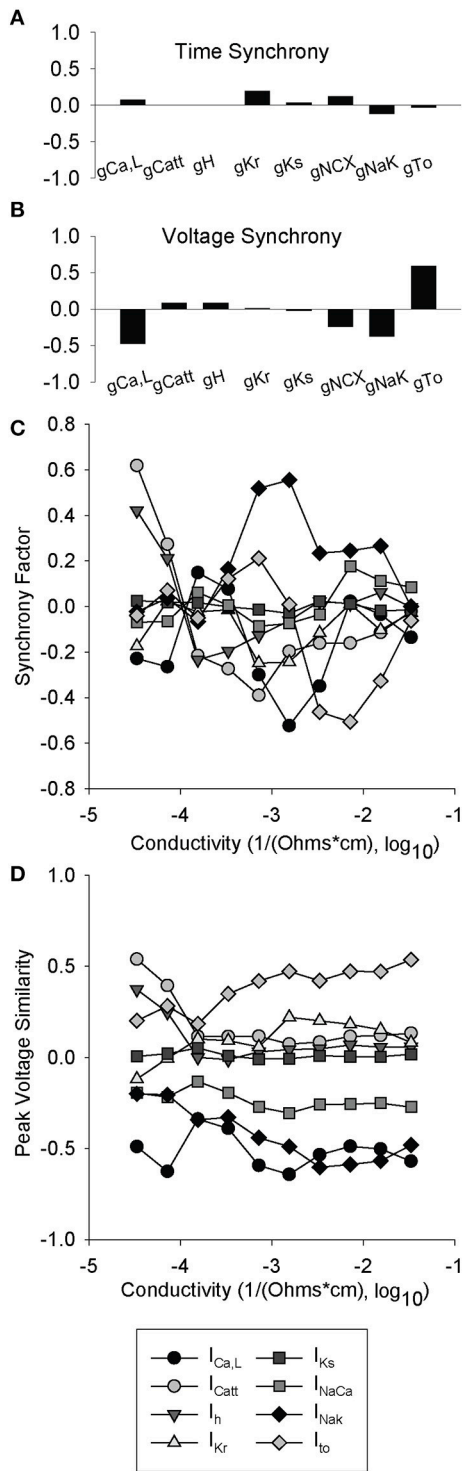 A
Time Synchrony
1.0
0.5
0.0
-0.5
-1.0
gCa,L gCatt gH gKr gKs gNCX gNaK gTo
B
Voltage Synchrony
1.0
0.5
0.0
-0.5
-1.0
gCa,L gCatt gH gKr gKs gNCX gNaK gTo
C
Synchrony Factor
0.8
0.6
0.4
0.2
0.0
-0.2
-0.4
-0.6
-0.8
-5 -4 -3 -2 -1
Conductivity (1/(Ohms*cm), log10)
D
Peak Voltage Similarity
1.0
0.5
0.0
-0.5
-1.0
-5 -4 -3 -2 -1
Conductivity (1/(Ohms*cm), log10)
ICa,L IKs
ICatt INaCa
Ih INak
IKr Ito